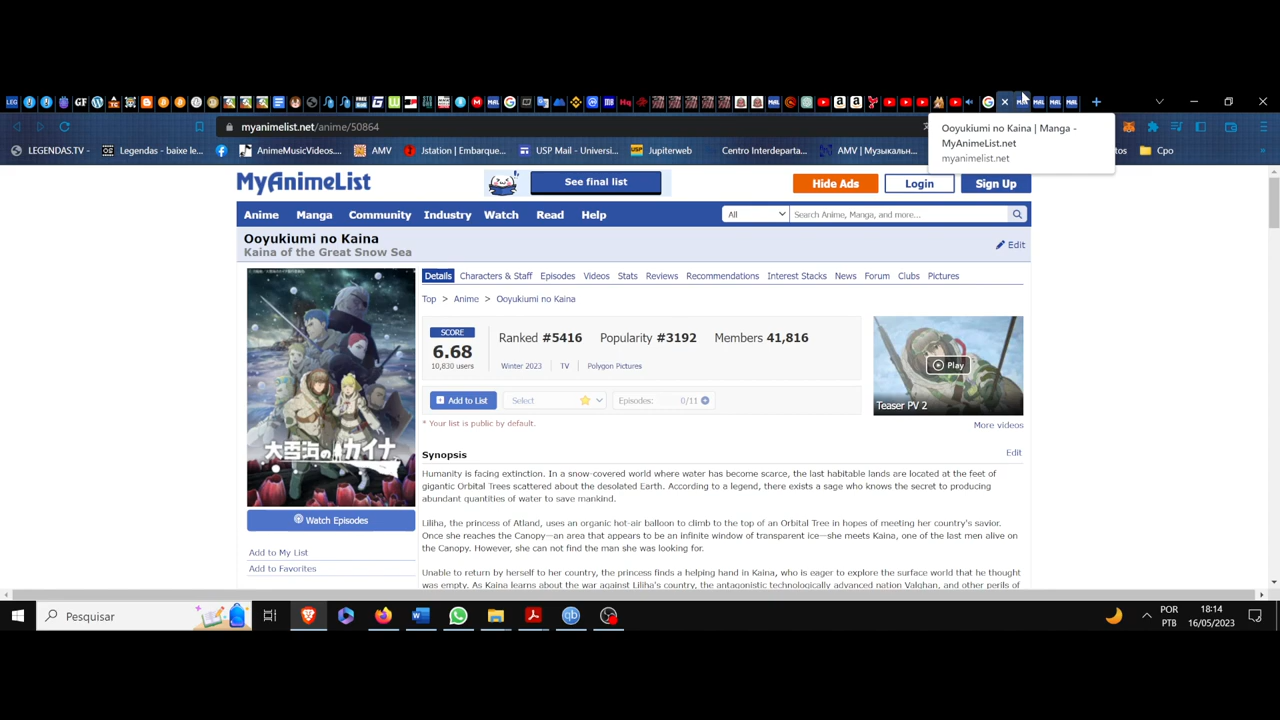 myanimelist.net/anime/50864
Ooyukiumi no Kaina | Manga -
MyAnimeList.net
myanimelist.net
LEGENDAS.TV -
Legendas - baixe le...
AnimeMusicVideos....
AMV
Jstation | Embarque...
USP Mail - Universi...
Jupiterweb
Centro Interdeparta...
AMV | Музыкальн...
Cpo
MyAnimeList
See final list
Hide Ads
Login
Sign Up
Anime
Manga
Community
Industry
Watch
Read
Help
All
Search Anime, Manga, and more...
Ooyukiumi no Kaina
Kaina of the Great Snow Sea
Edit
Details
Characters & Staff
Episodes
Videos
Stats
Reviews
Recommendations
Interest Stacks
News
Forum
Clubs
Pictures
Top > Anime > Ooyukiumi no Kaina
SCORE
6.68
10,830 users
Ranked #5416
Popularity #3192
Members 41,816
Winter 2023
TV
Polygon Pictures
Add to List
Select
Episodes: 0/11
* Your list is public by default.
Play
Teaser PV 2
More videos
大雪海のカイナ
Synopsis
Edit
Humanity is facing extinction. In a snow-covered world where water has become scarce, the last habitable lands are located at the feet of
gigantic Orbital Trees scattered about the desolated Earth. According to a legend, there exists a sage who knows the secret to producing
abundant quantities of water to save mankind.
Liliha, the princess of Atland, uses an organic hot-air balloon to climb to the top of an Orbital Tree in hopes of meeting her country's savior.
Once she reaches the Canopy—an area that appears to be an infinite window of transparent ice—she meets Kaina, one of the last men alive on
the Canopy. However, she can not find the man she was looking for.
Unable to return by herself to her country, the princess finds a helping hand in Kaina, who is eager to explore the surface world that he thought
was empty. As Kaina learns about the war against Liliha's country, the antagonistic technologically advanced nation Valghan, and other perils of
Watch Episodes
Add to My List
Add to Favorites
Pesquisar
POR
PTB
18:14
16/05/2023